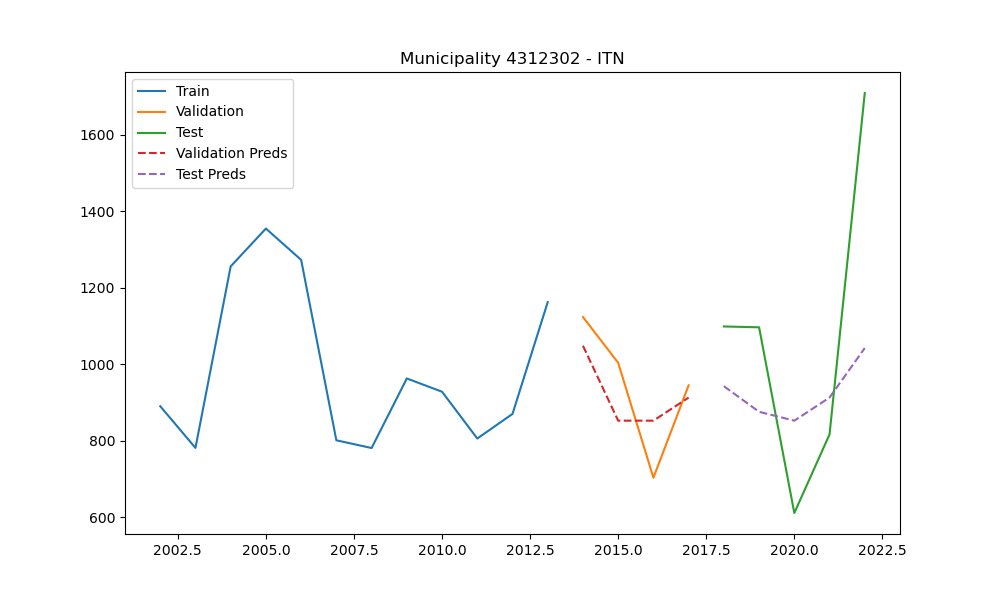 Municipality 4312302 - ITN
Train
Validation
Test
Validation Preds
Test Preds
1600
1400
1200
1000
800
600
2002.5 2005.0 2007.5 2010.0 2012.5 2015.0 2017.5 2020.0 2022.5